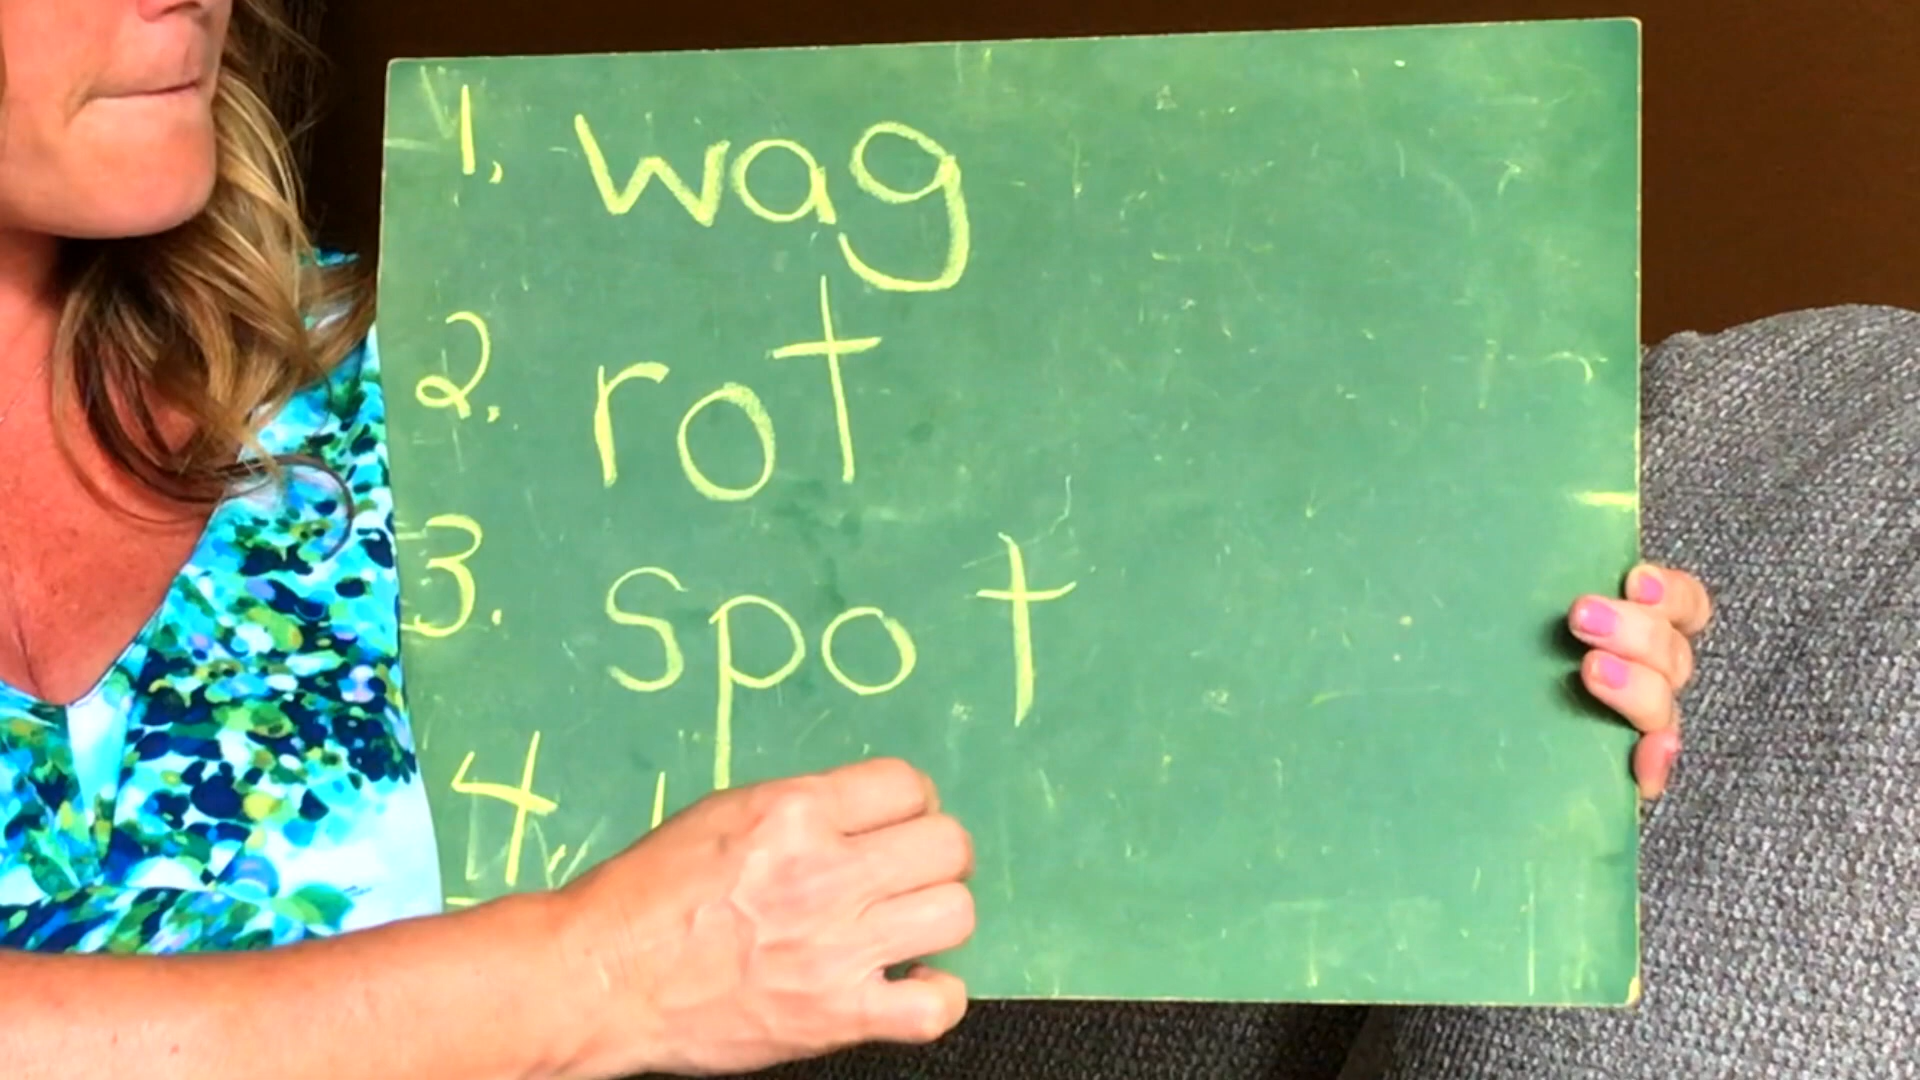 1. wag
2. rot
3. spot
4.